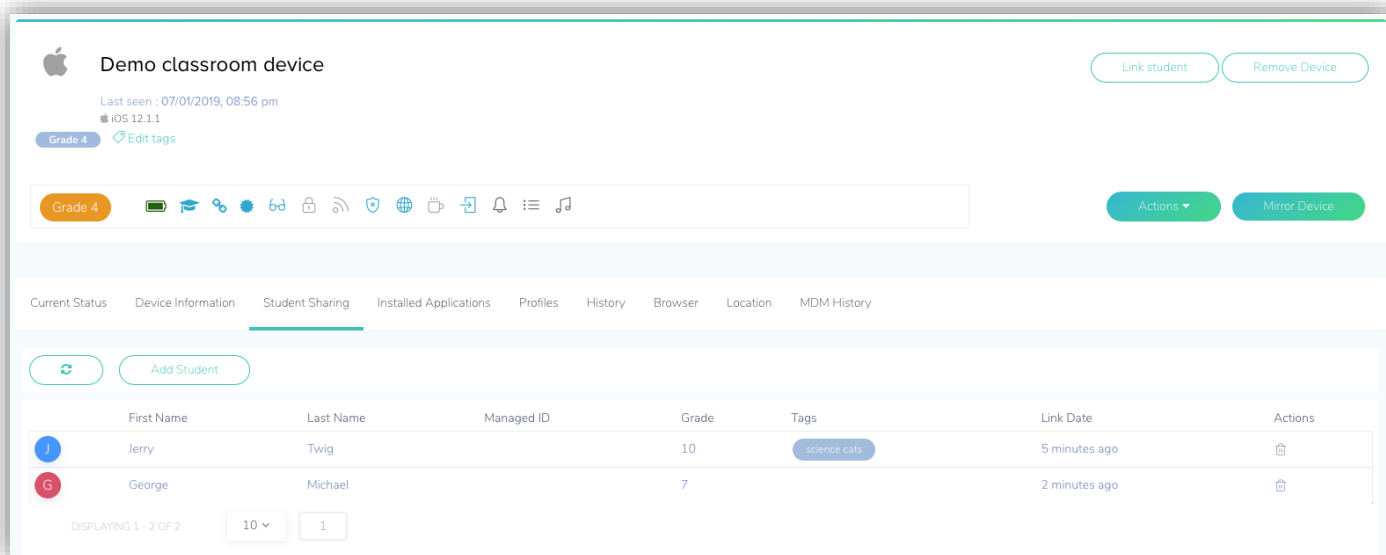 Demo classroom device
Link student Remove Device
Last seen : 07/01/2019, 08:56 pm
iOS 12.1.1
Grade 4 Edit tags
Grade 4 Actions Mirror Device
Current Status Device Information Student Sharing Installed Applications Profiles History Browser Location MDM History
Add Student
First Name Last Name Managed ID Grade Tags Link Date Actions
J Jerry Twig 10 science cats 5 minutes ago
G George Michael 7 2 minutes ago
DISPLAYING 1 - 2 OF 2 10 1